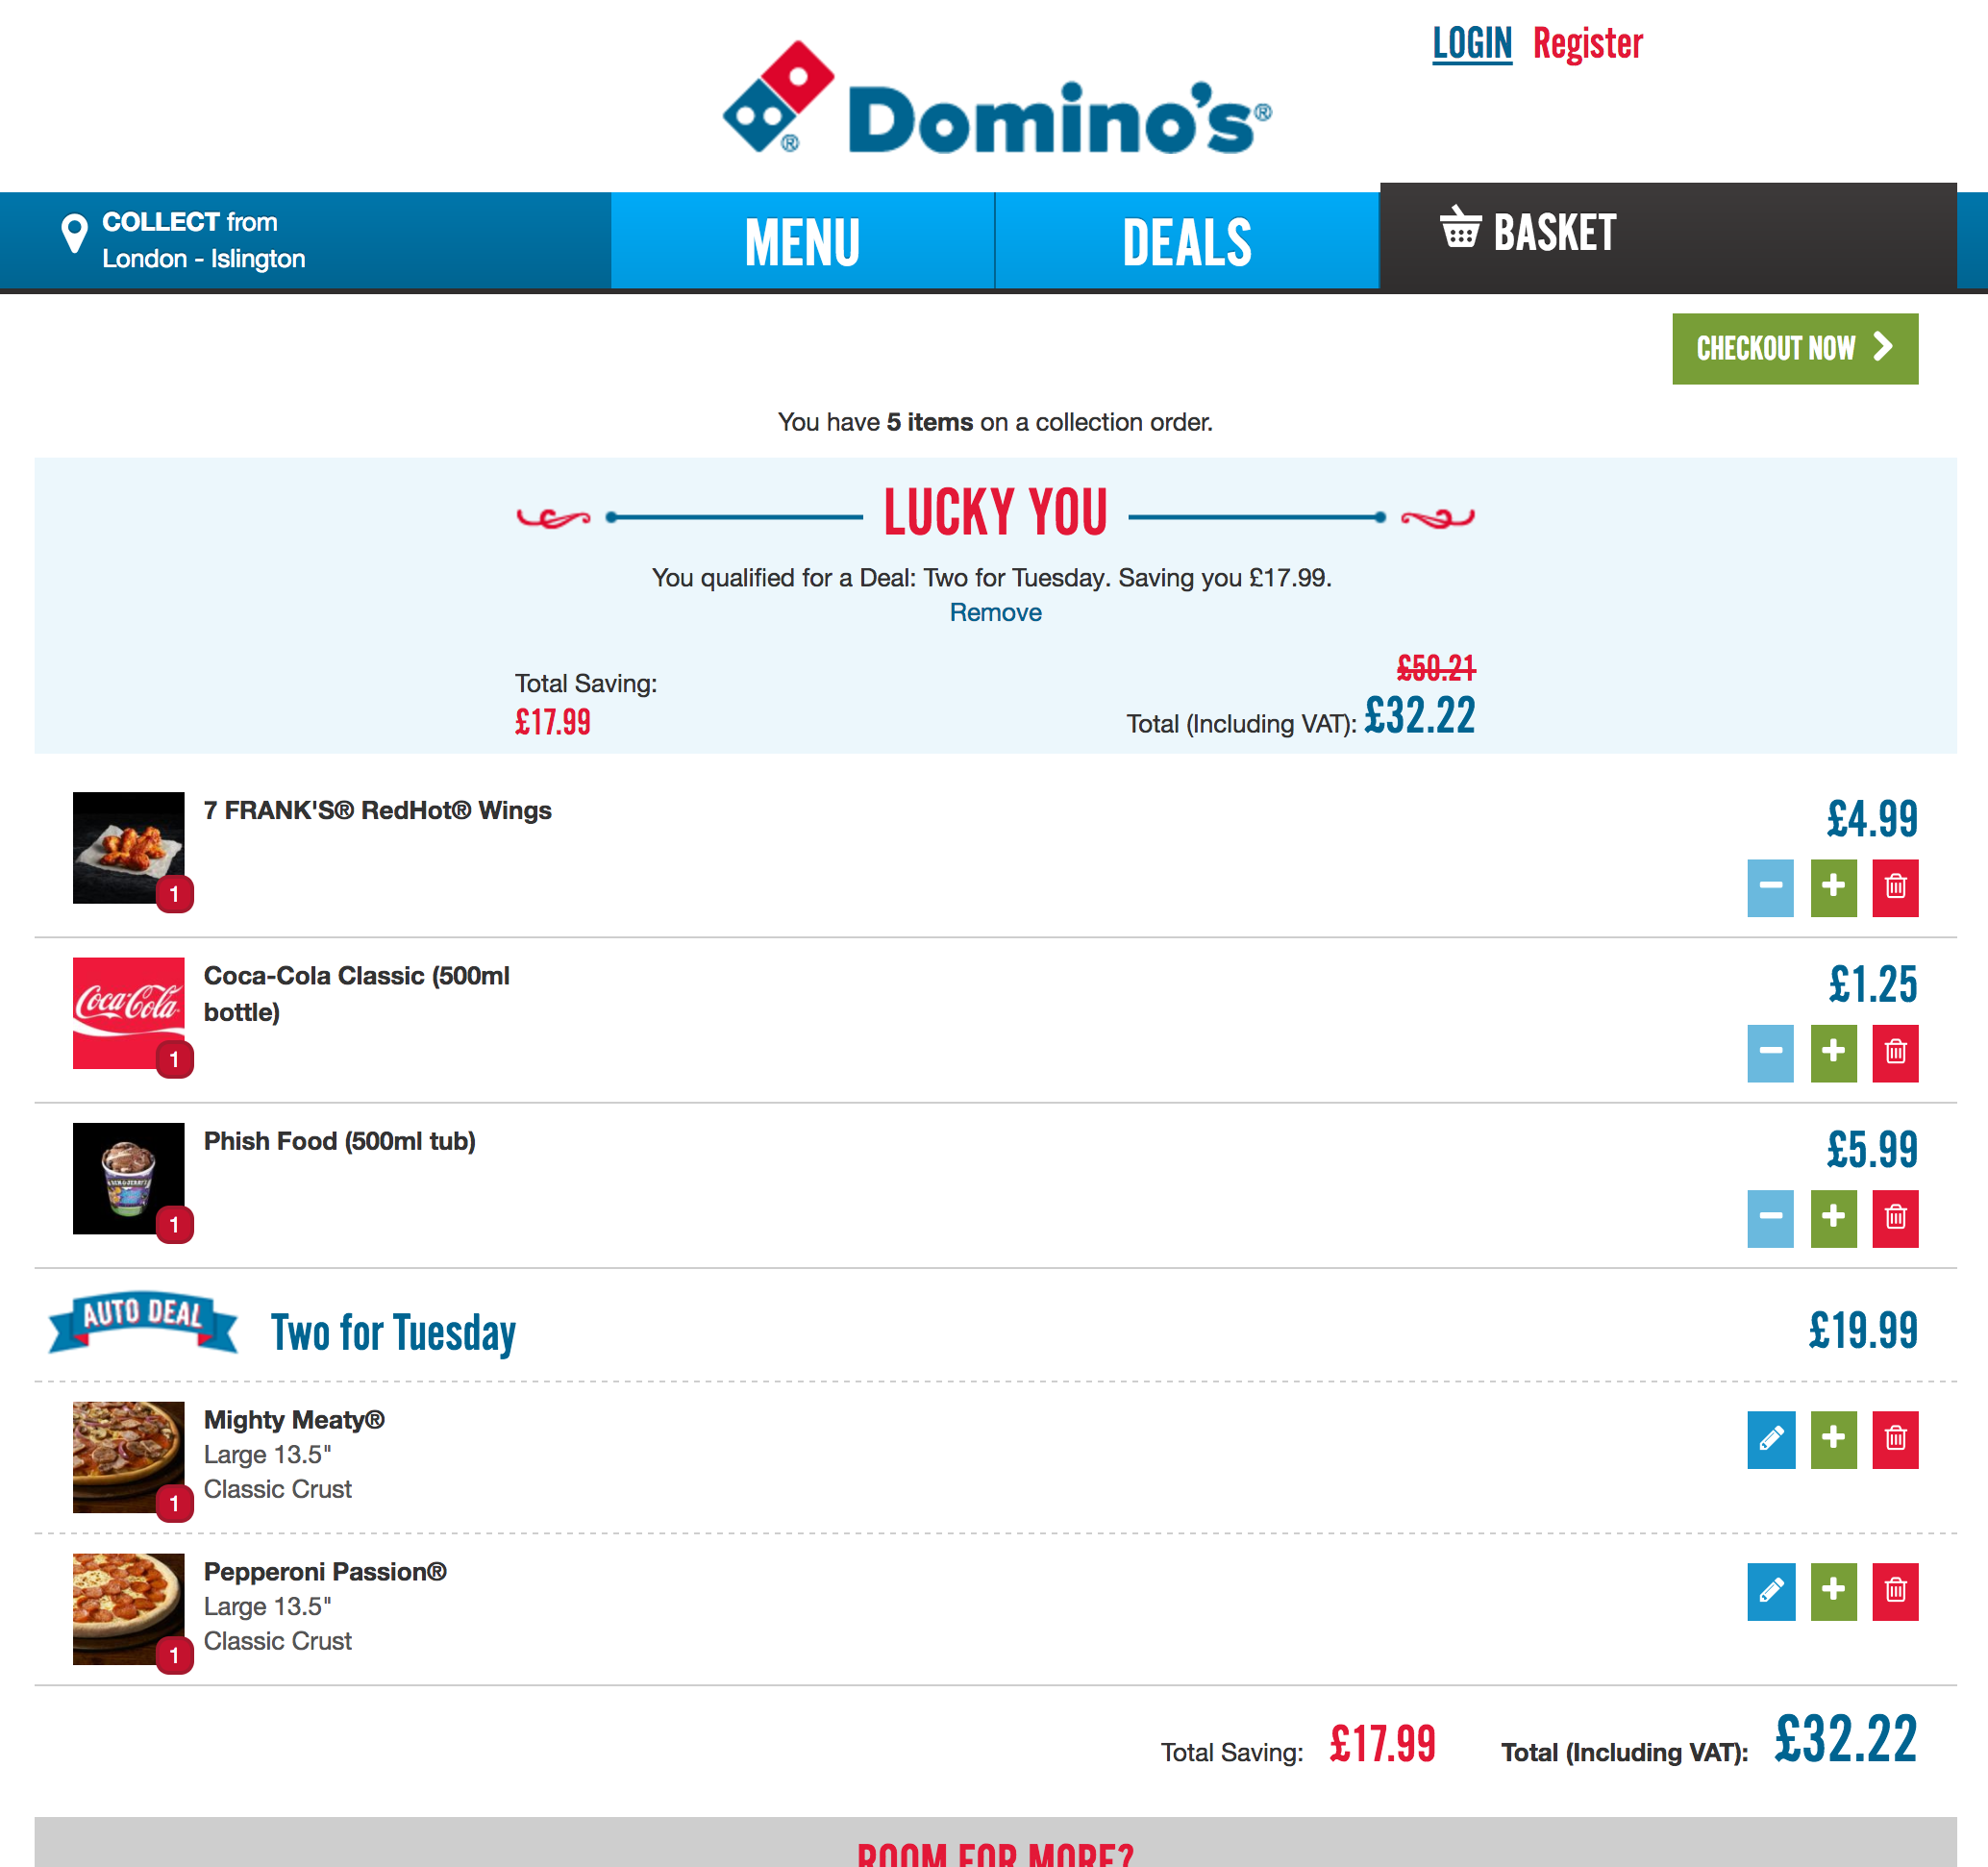 LOGIN Register
Domino's®
®
COLLECT from
London - Islington
MENU
DEALS
BASKET
CHECKOUT NOW
You have 5 items on a collection order.
LUCKY YOU
You qualified for a Deal: Two for Tuesday. Saving you £17.99.
Remove
Total Saving:
£17.99
£50.21
Total (Including VAT): £32.22
7 FRANK'S® RedHot® Wings
£4.99
1
Coca-Cola Classic (500ml
bottle)
£1.25
Coca-Cola
1
Phish Food (500ml tub)
£5.99
BEN & JERRY'S
1
AUTO DEAL
Two for Tuesday
£19.99
Mighty Meaty®
Large 13.5"
Classic Crust
1
Pepperoni Passion®
Large 13.5"
Classic Crust
1
Total Saving: £17.99 Total (Including VAT): £32.22
ROOM FOR MORE?